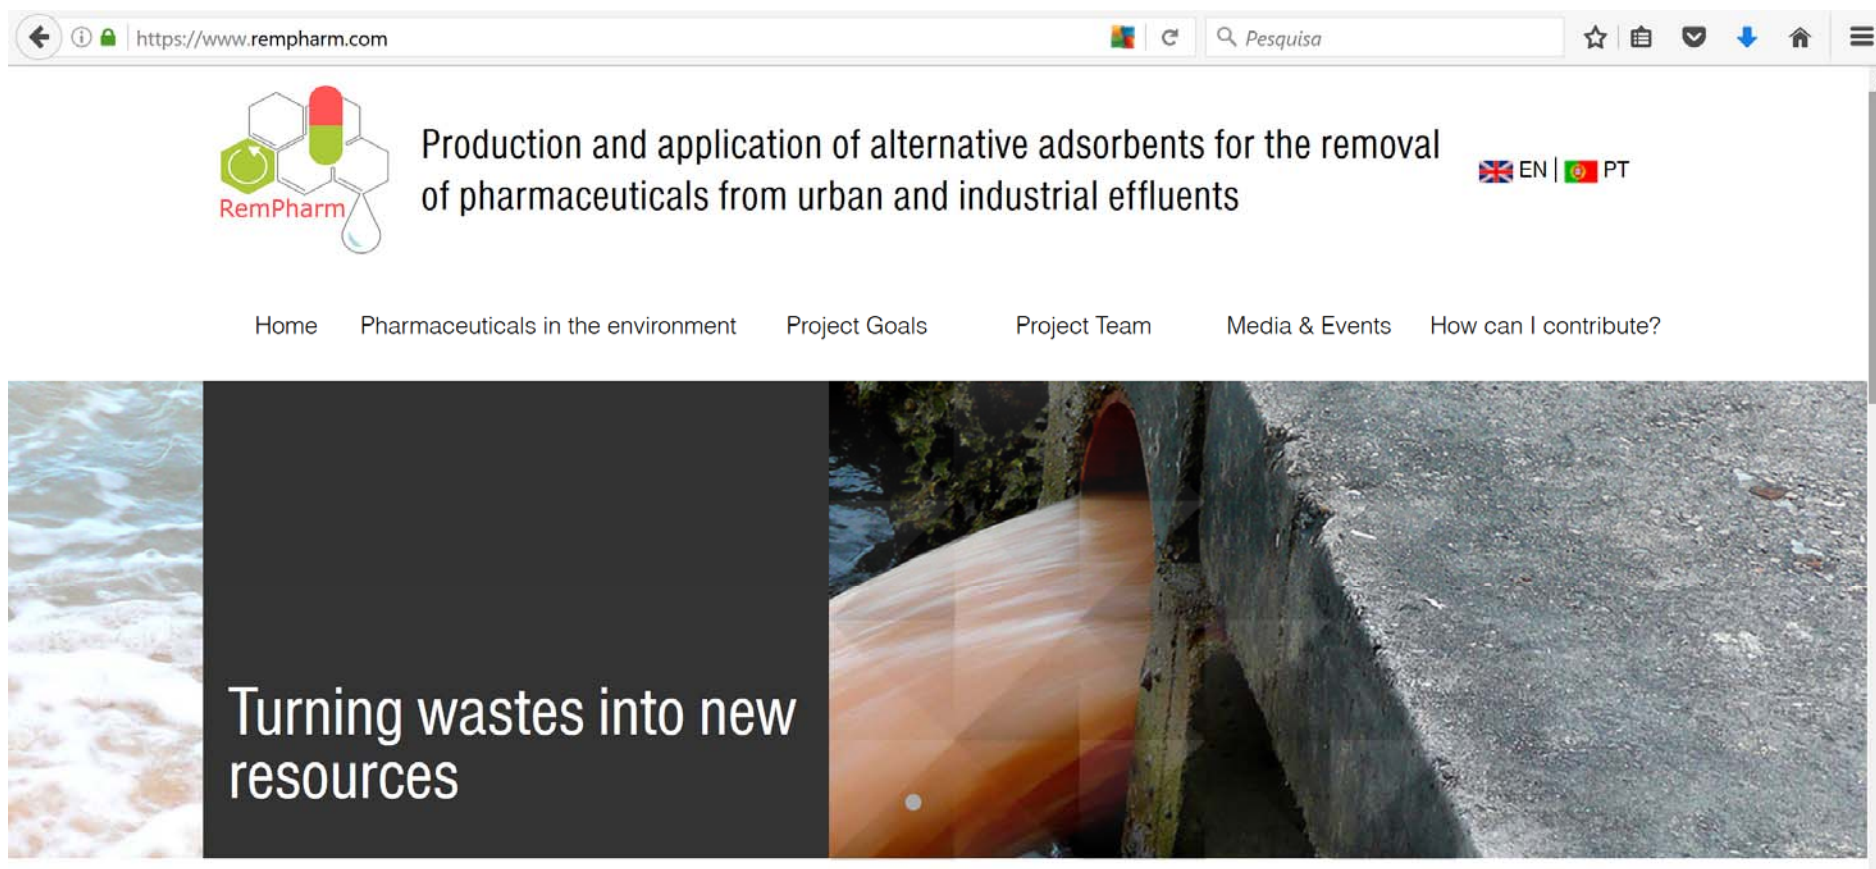 https://www.rempharm.com
Pesquisa
RemPharm
Production and application of alternative adsorbents for the removal
of pharmaceuticals from urban and industrial effluents
EN | PT
Home Pharmaceuticals in the environment Project Goals Project Team Media & Events How can I contribute?
Turning wastes into new
resources